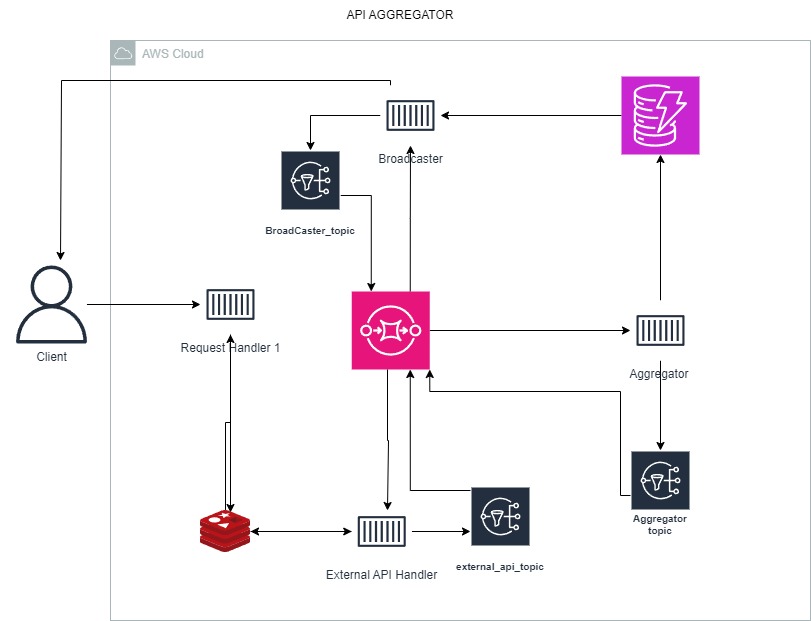 API AGGREGATOR
AWS Cloud
Broadcaster
BroadCaster_topic
Client
Request Handler 1
Aggregator
Aggregator
topic
External API Handler
external_api_topic